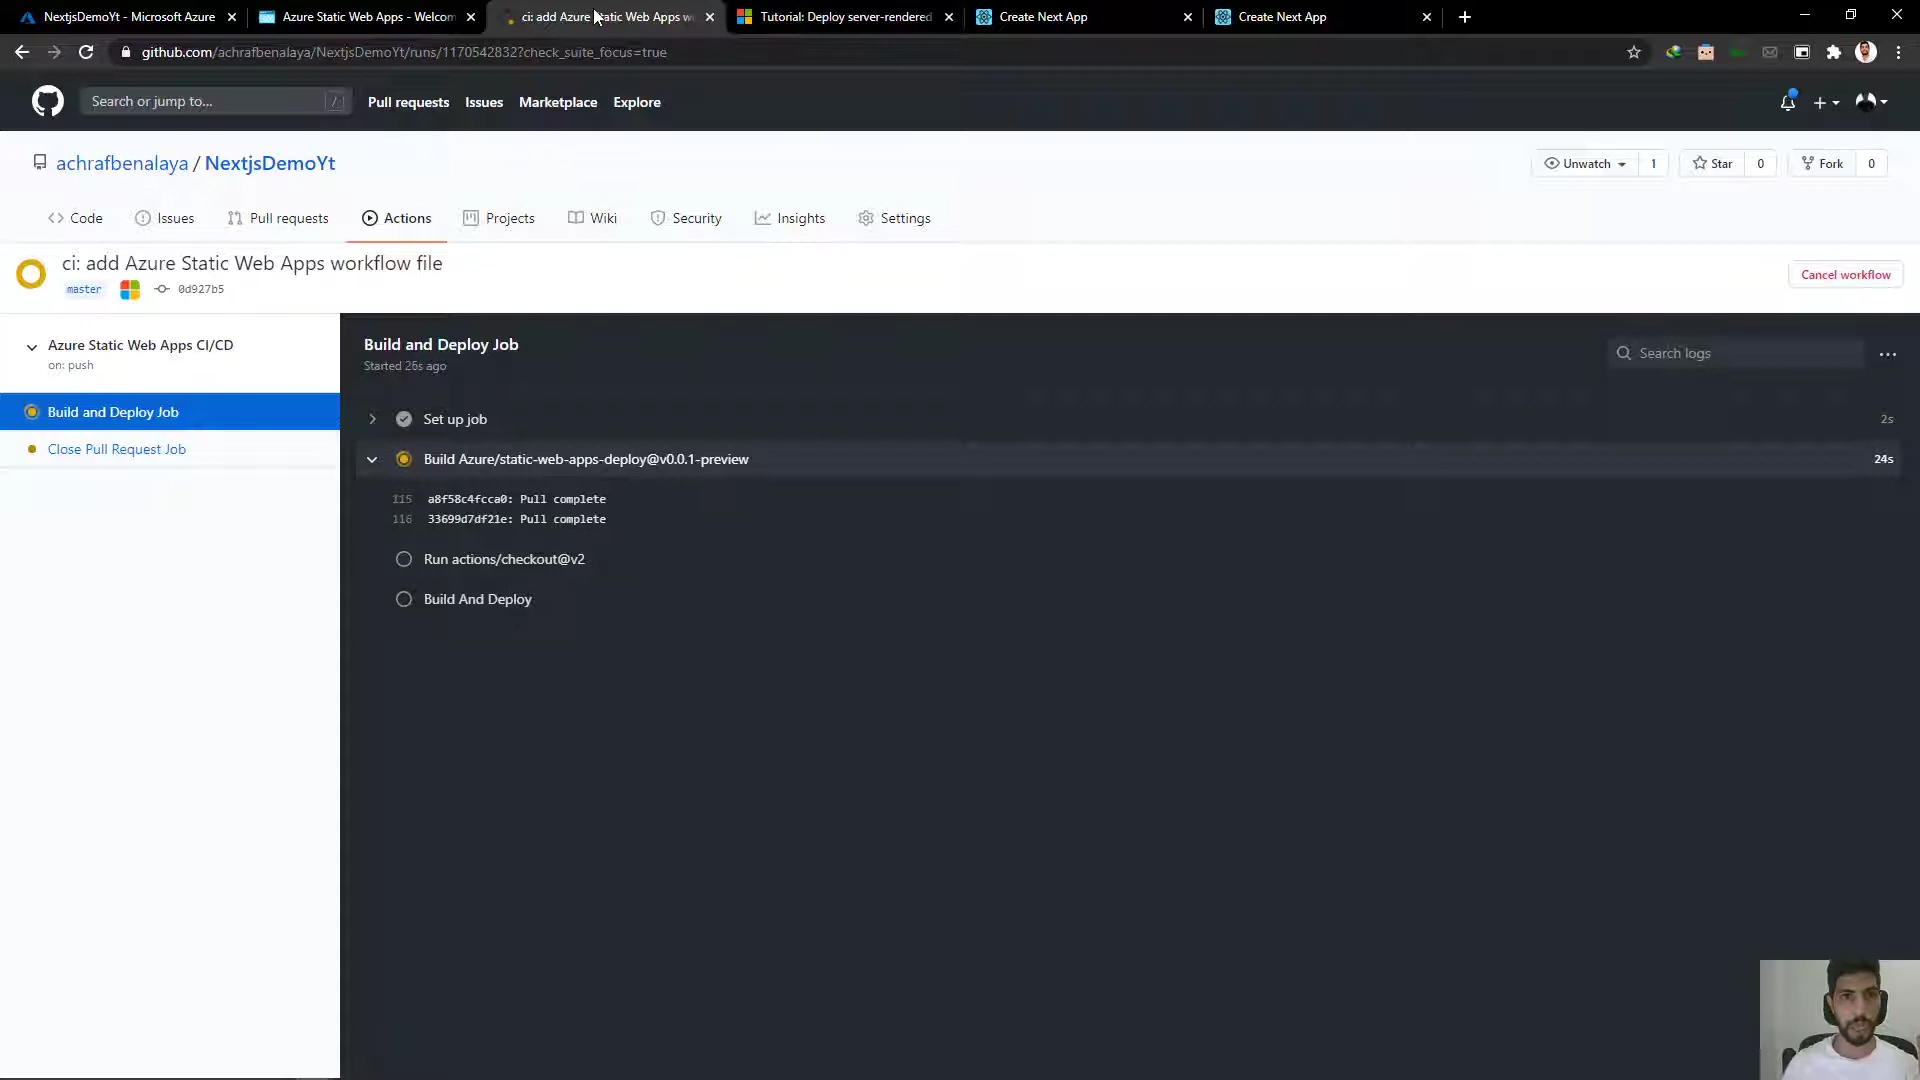 NextjsDemoYt - Microsoft Azure
Azure Static Web Apps - Welcom
ci: add Azure Static Web Apps w
Tutorial: Deploy server-rendered
Create Next App
Create Next App
github.com/achrafbenalaya/NextjsDemoYt/runs/1170542832?check_suite_focus=true
Search or jump to...
/
Pull requests
Issues
Marketplace
Explore
achrafbenalaya / NextjsDemoYt
Unwatch
1
Star
0
Fork
0
Code
Issues
Pull requests
Actions
Projects
Wiki
Security
Insights
Settings
ci: add Azure Static Web Apps workflow file
master
0d927b5
Cancel workflow
Azure Static Web Apps CI/CD
on: push
Build and Deploy Job
Close Pull Request Job
Build and Deploy Job
Started 26s ago
Search logs
Set up job
2s
Build Azure/static-web-apps-deploy@v0.0.1-preview
24s
115 a8f58c4fcca0: Pull complete
116 33699d7df21e: Pull complete
Run actions/checkout@v2
Build And Deploy